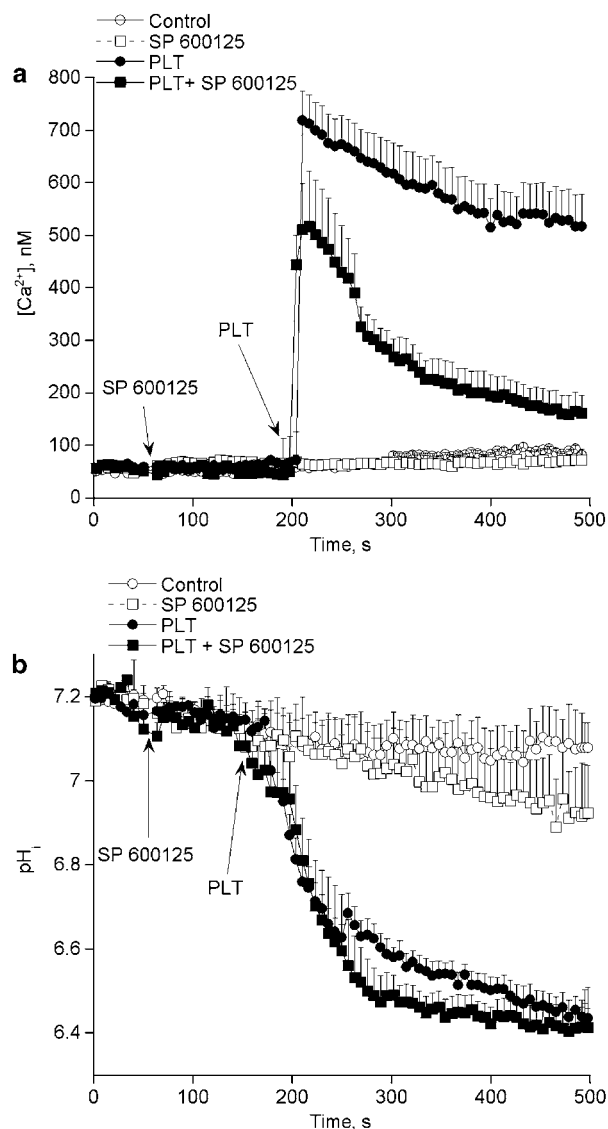 Control
SP 600125
PLT
PLT+ SP 600125
a
800
700
600
500
400
300
200
100
0
[Ca²⁺], nM
PLT
SP 600125
0 100 200 300 400 500
Time, s
Control
SP 600125
PLT
PLT + SP 600125
b
7.2
7
6.8
6.6
6.4
pHᵢ
SP 600125
PLT
0 100 200 300 400 500
Time, s